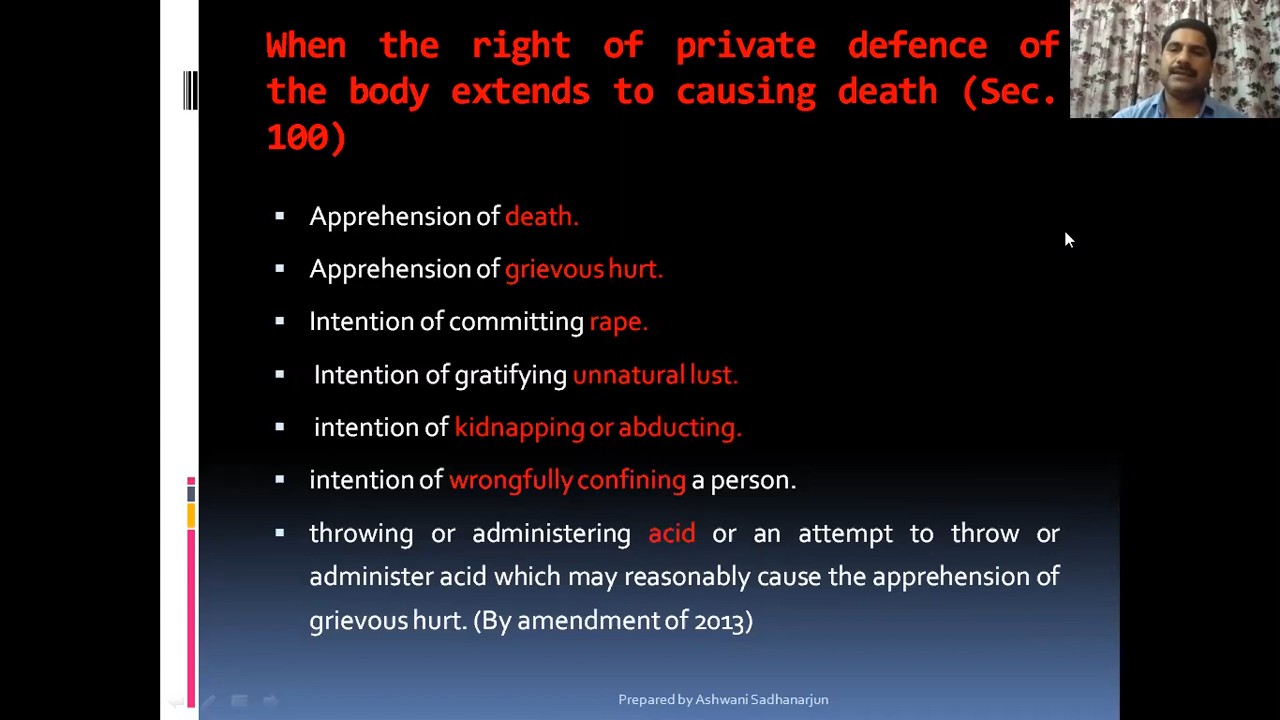 When the right of private defence of
the body extends to causing death (Sec.
100)
▪ Apprehension of death.
▪ Apprehension of grievous hurt.
▪ Intention of committing rape.
▪ Intention of gratifying unnatural lust.
▪ intention of kidnapping or abducting.
▪ intention of wrongfully confining a person.
▪ throwing or administering acid or an attempt to throw or
administer acid which may reasonably cause the apprehension of
grievous hurt. (By amendment of 2013)
Prepared by Ashwani Sadhanarjun